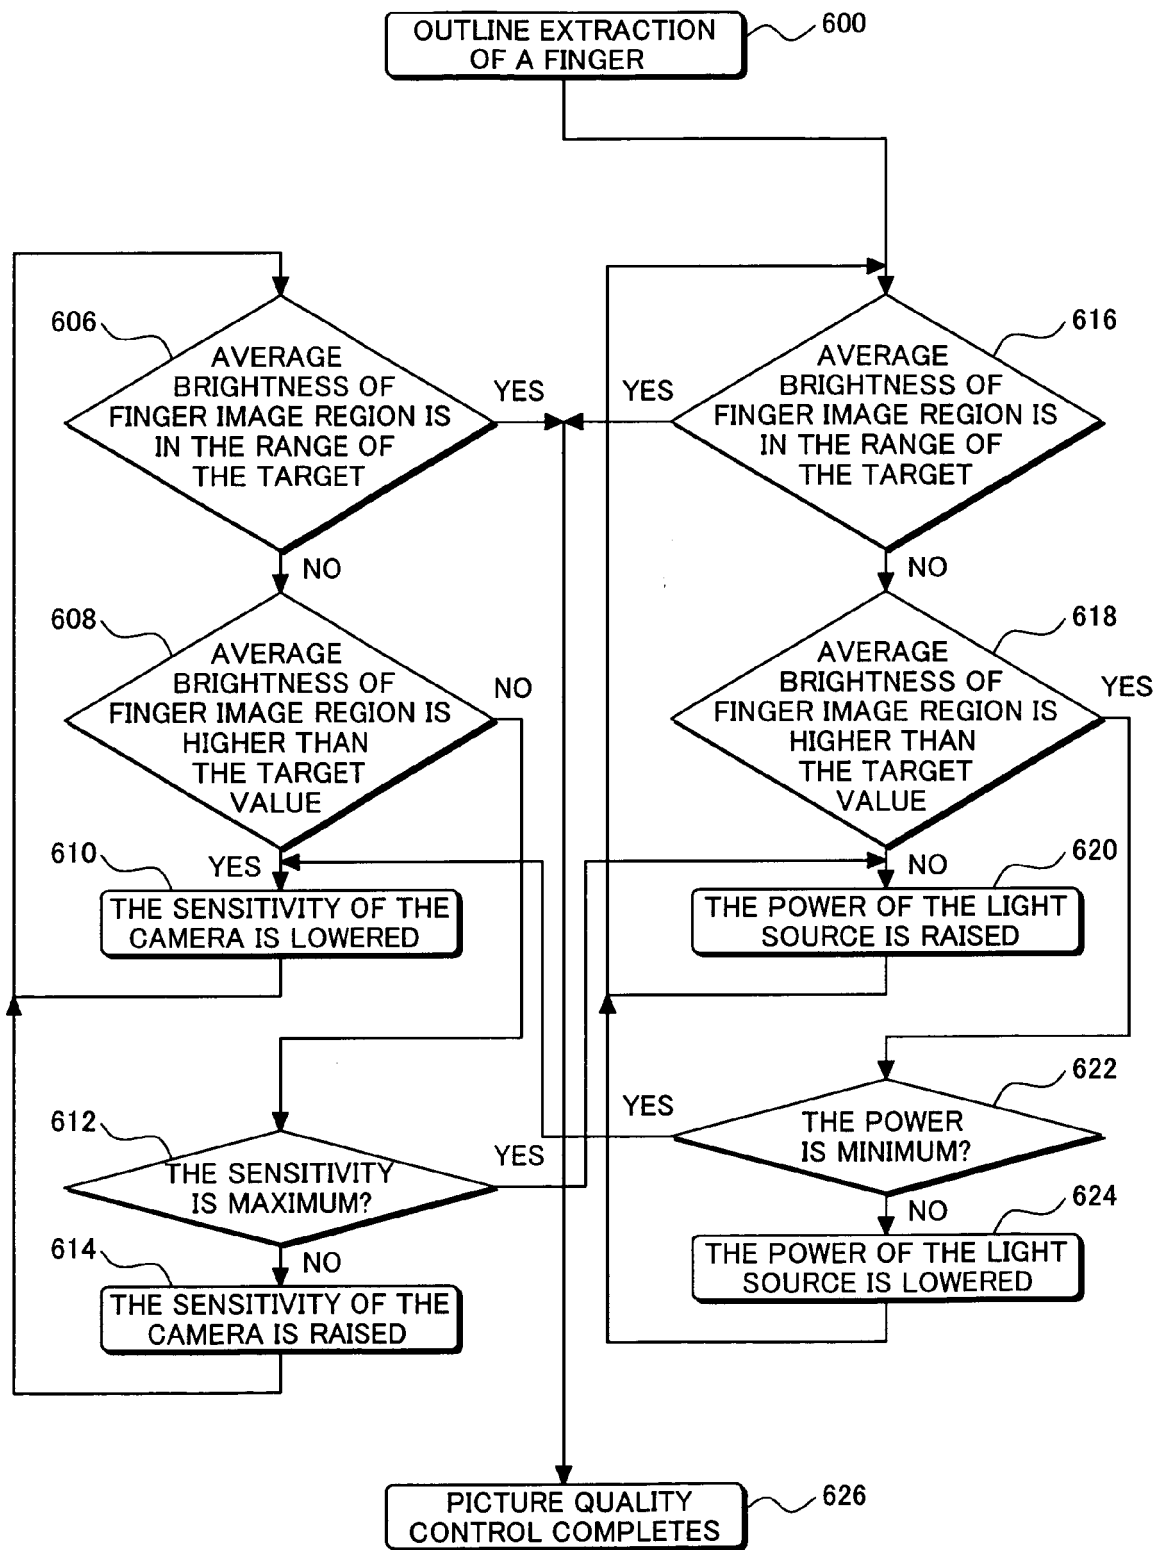 OUTLINE EXTRACTION
OF A FINGER
600
606
AVERAGE
BRIGHTNESS OF
FINGER IMAGE REGION IS
IN THE RANGE OF
THE TARGET
YES
NO
616
AVERAGE
BRIGHTNESS OF
FINGER IMAGE REGION IS
IN THE RANGE OF
THE TARGET
YES
NO
608
AVERAGE
BRIGHTNESS OF
FINGER IMAGE REGION IS
HIGHER THAN
THE TARGET
VALUE
NO
YES
618
AVERAGE
BRIGHTNESS OF
FINGER IMAGE REGION IS
HIGHER THAN
THE TARGET
VALUE
YES
NO
610
THE SENSITIVITY OF THE
CAMERA IS LOWERED
620
THE POWER OF THE LIGHT
SOURCE IS RAISED
612
THE SENSITIVITY
IS MAXIMUM?
YES
NO
622
THE POWER
IS MINIMUM?
YES
NO
614
THE SENSITIVITY OF THE
CAMERA IS RAISED
624
THE POWER OF THE LIGHT
SOURCE IS LOWERED
PICTURE QUALITY
CONTROL COMPLETES
626